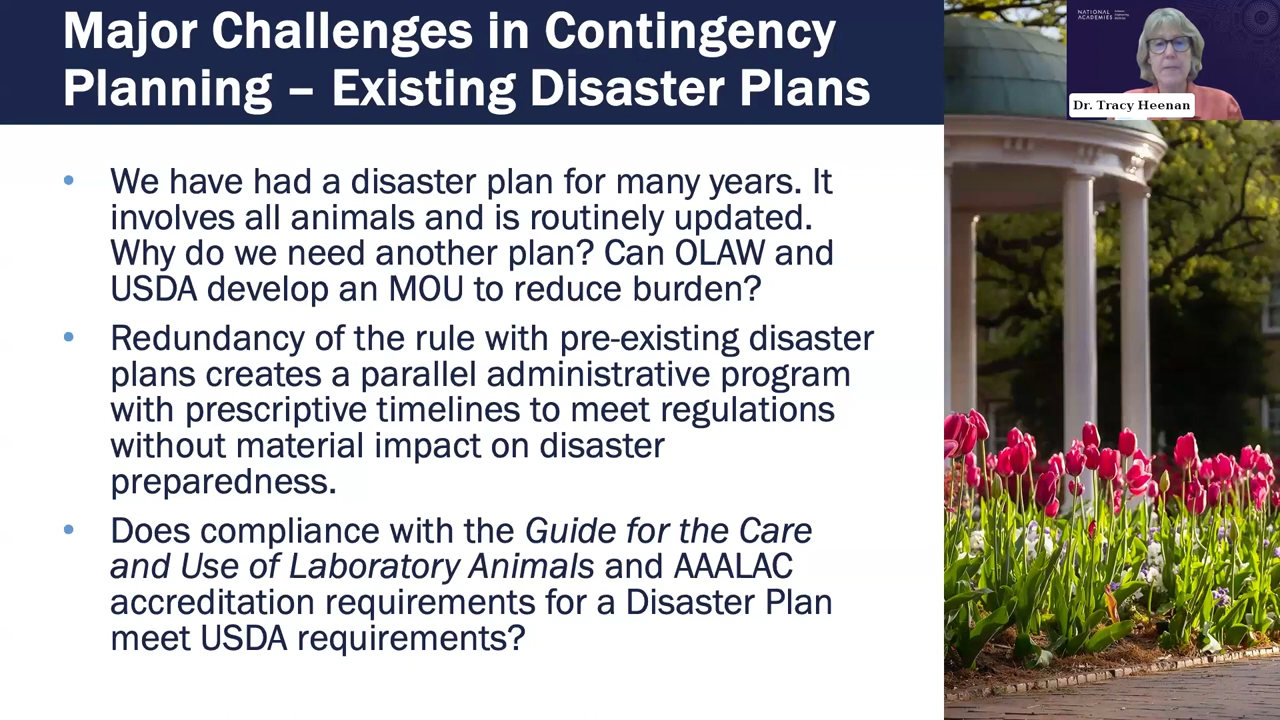 Major Challenges in Contingency
Planning – Existing Disaster Plans
NATIONAL
ACADEMIES
Dr. Tracy Heenan
• We have had a disaster plan for many years. It
involves all animals and is routinely updated.
Why do we need another plan? Can OLAW and
USDA develop an MOU to reduce burden?
• Redundancy of the rule with pre-existing disaster
plans creates a parallel administrative program
with prescriptive timelines to meet regulations
without material impact on disaster
preparedness.
• Does compliance with the Guide for the Care
and Use of Laboratory Animals and AAALAC
accreditation requirements for a Disaster Plan
meet USDA requirements?